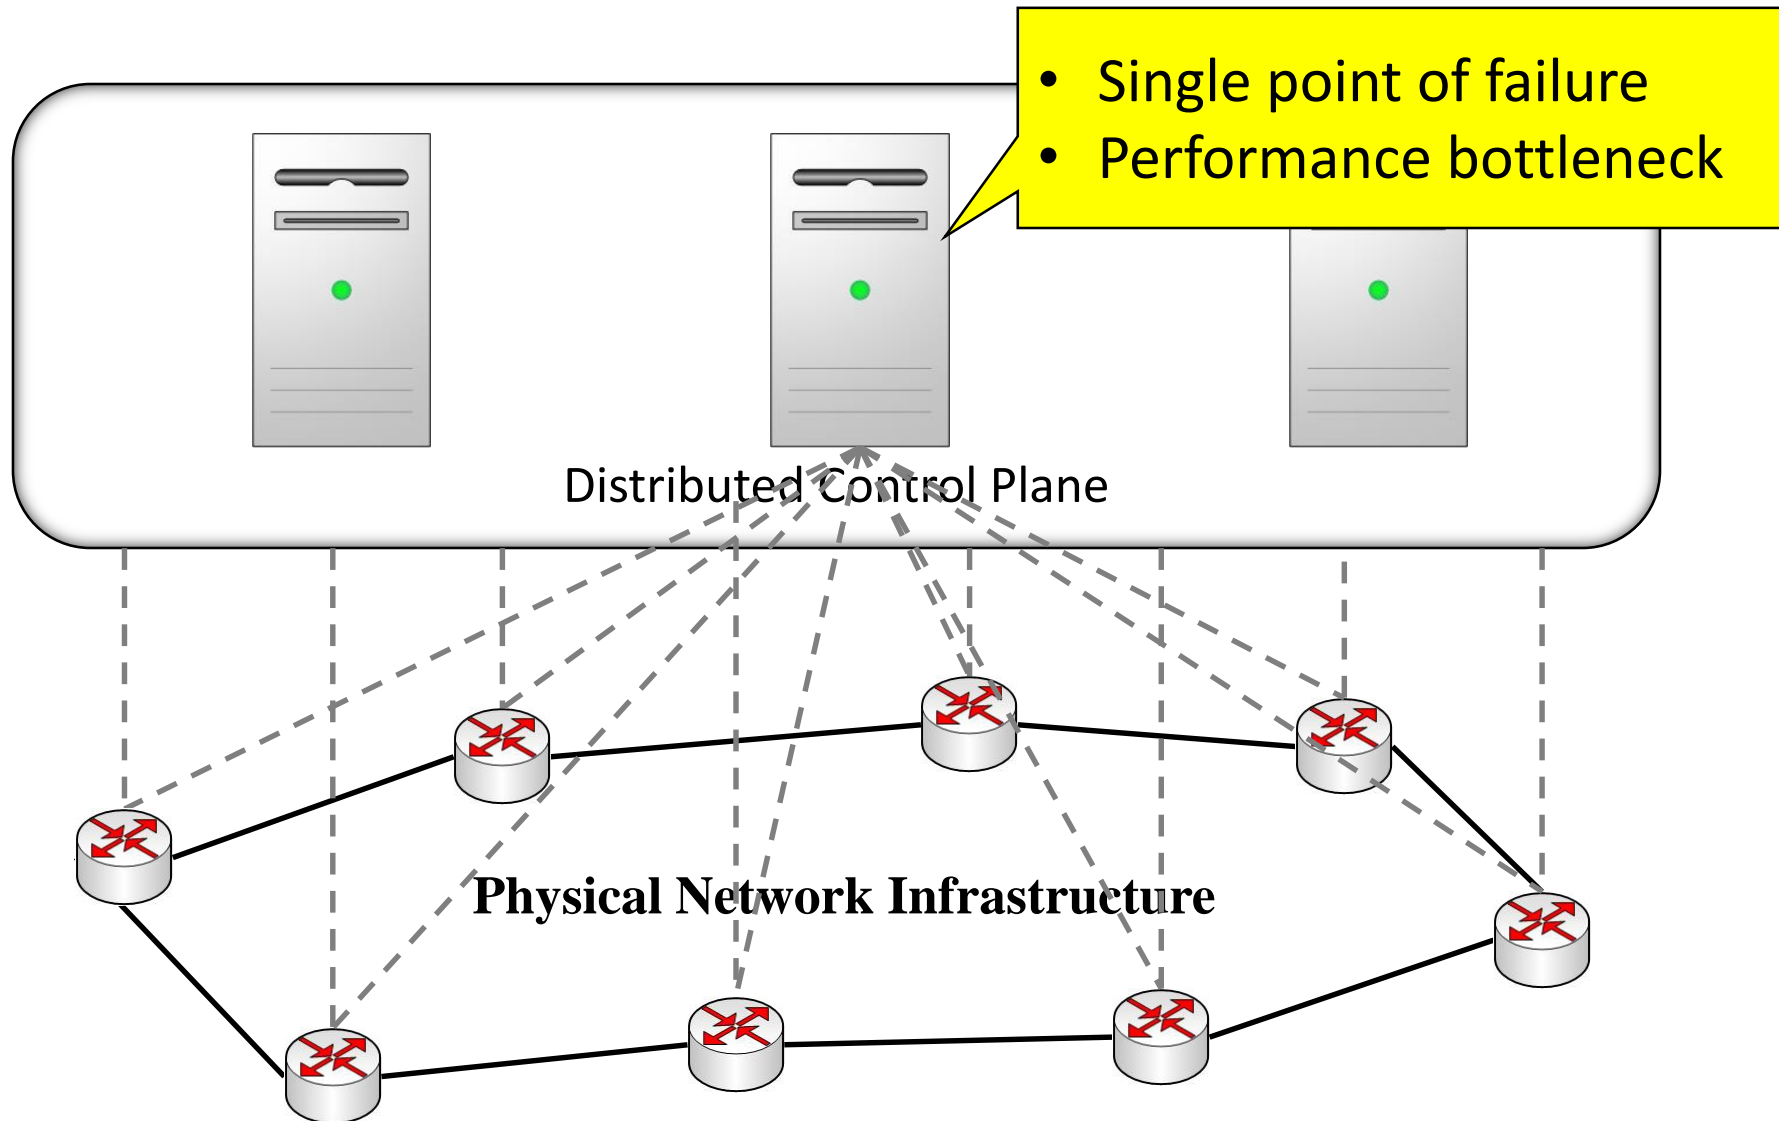 • Single point of failure
• Performance bottleneck
Distributed Control Plane
Physical Network Infrastructure